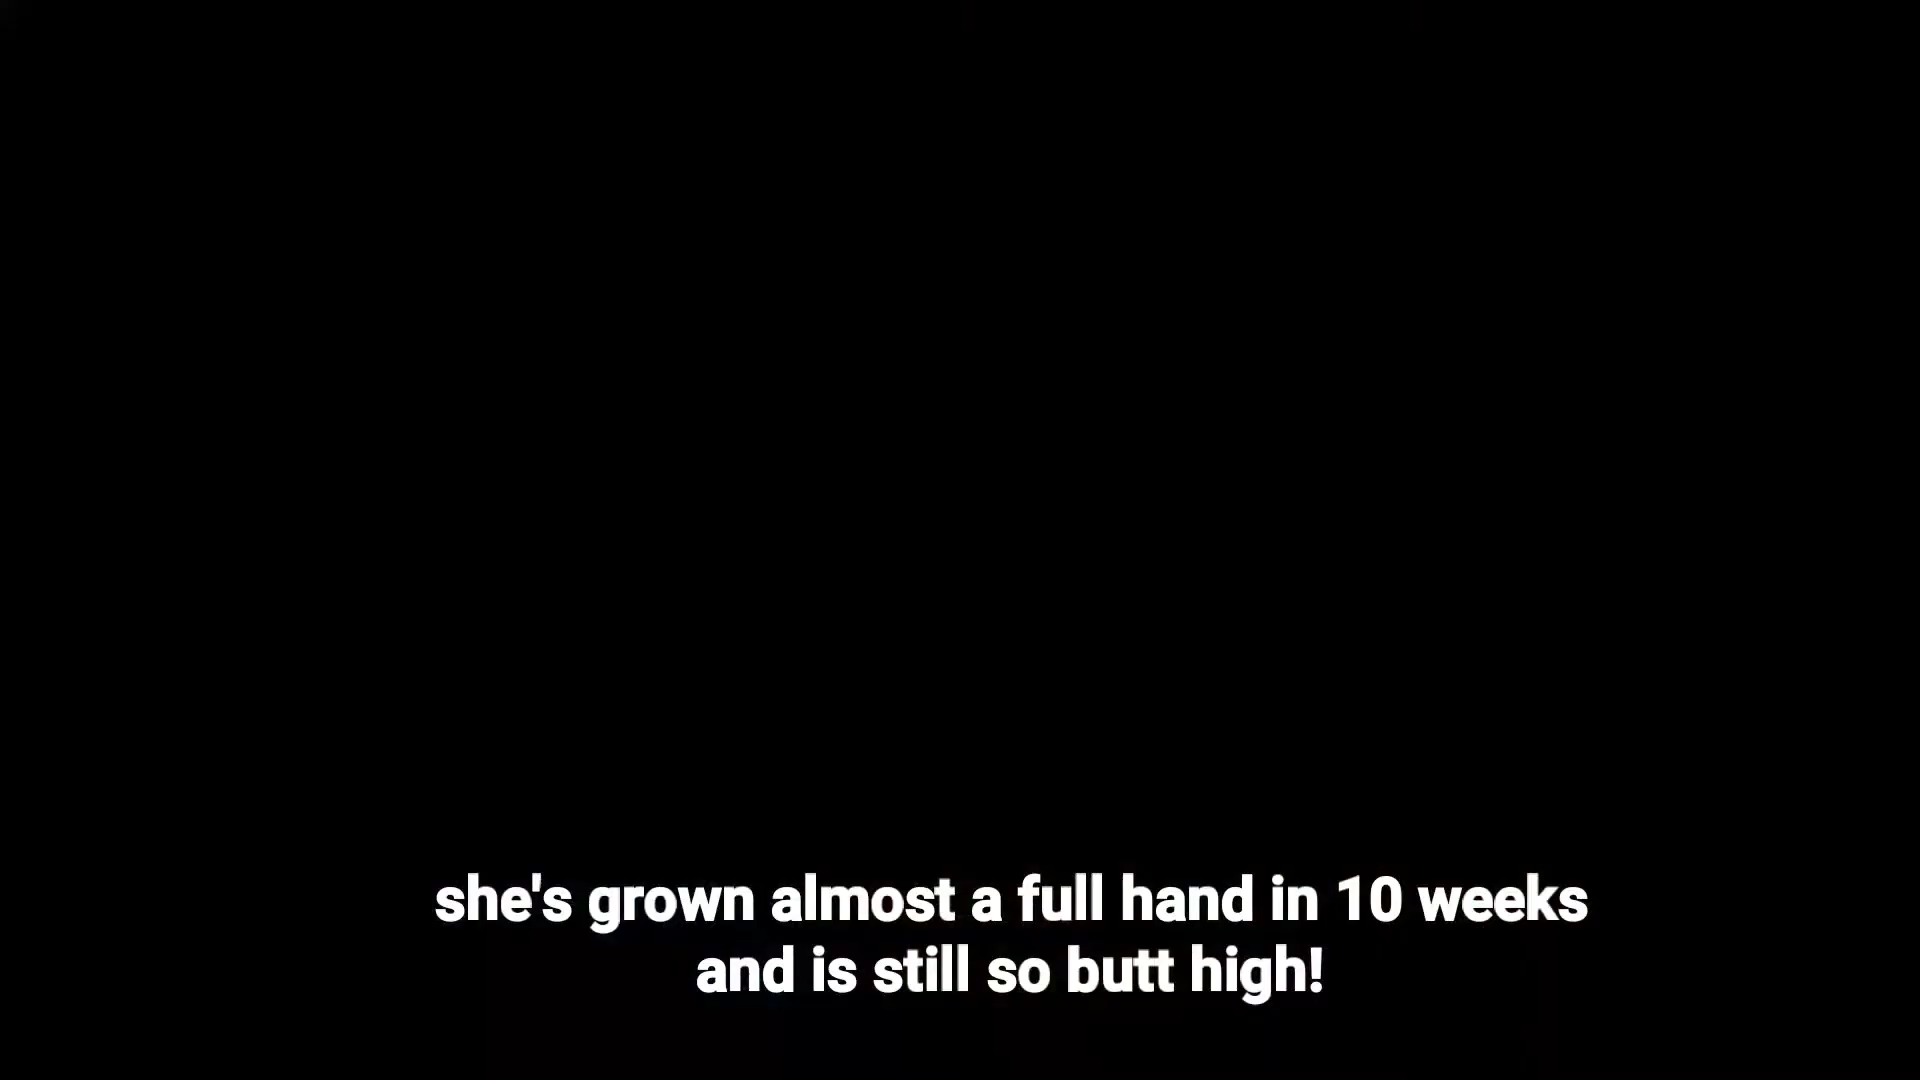 she's grown almost a full hand in 10 weeks
and is still so butt high!